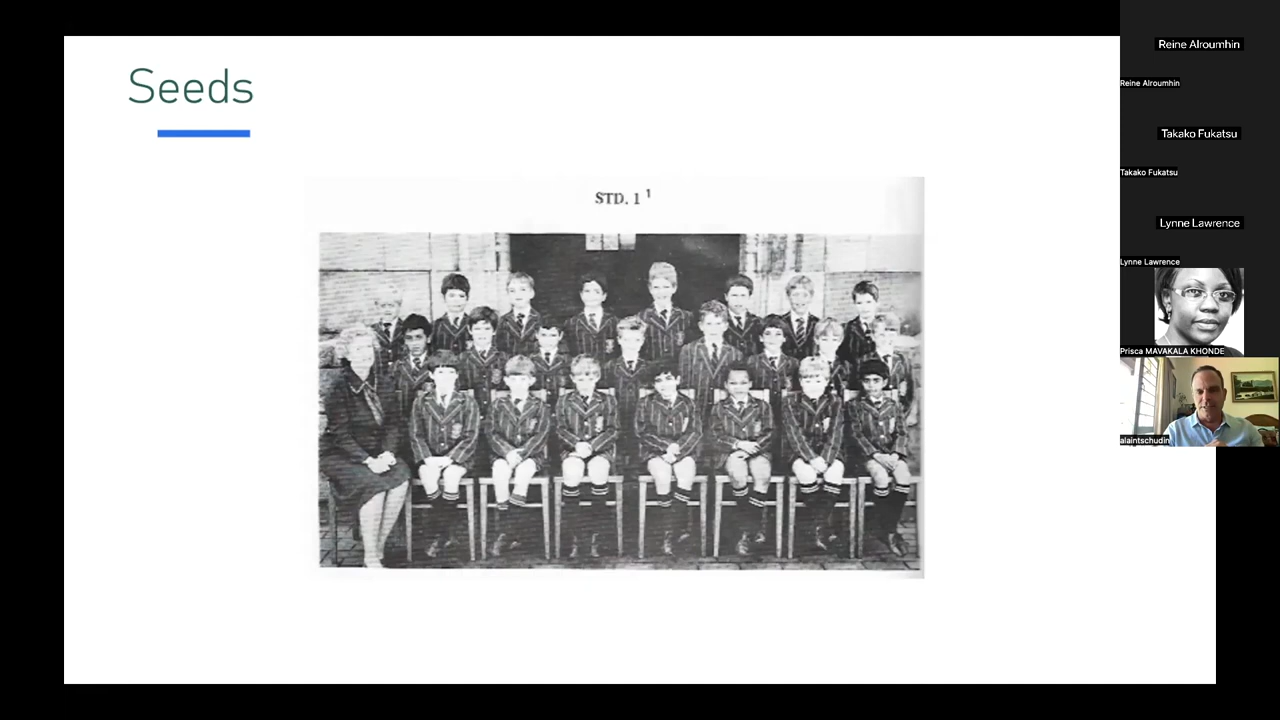 Seeds
STD. 1 1
Reine Alroumhin
Reine Alroumhin
Takako Fukatsu
Takako Fukatsu
Lynne Lawrence
Lynne Lawrence
Prisca MAVAKALA KHONDE
alaintschudin